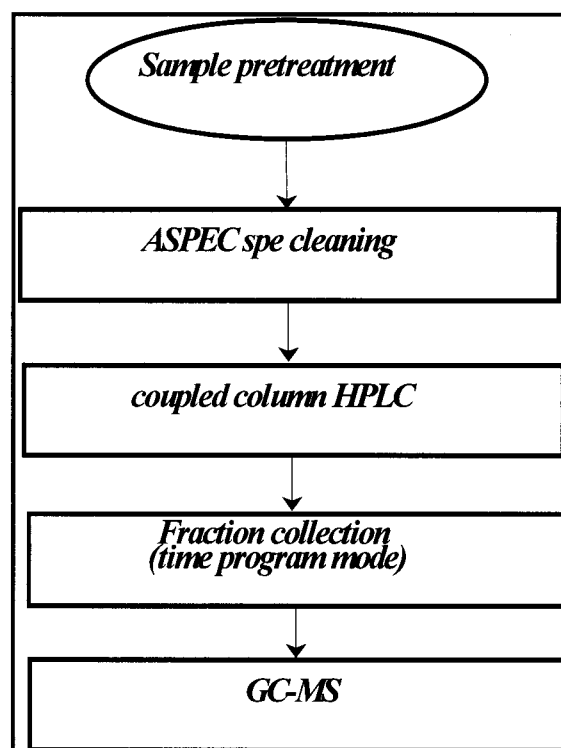 Sample pretreatment
ASPEC spe cleaning
coupled column HPLC
Fraction collection
(time program mode)
GC-MS